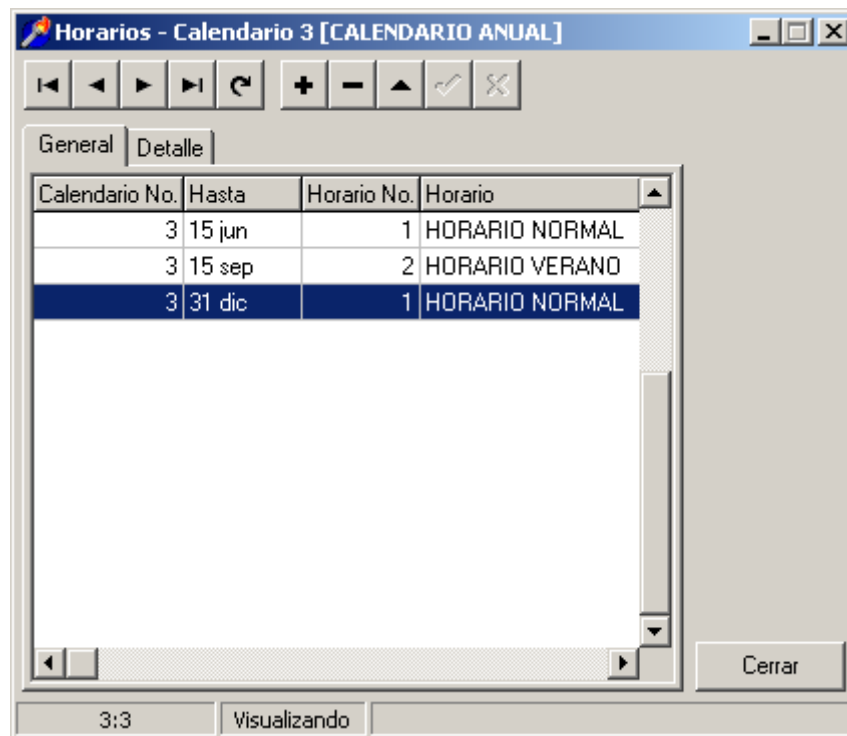 Horarios - Calendario 3 [CALENDARIO ANUAL]
General Detalle
Calendario No. Hasta Horario No. Horario
3 15 jun 1 HORARIO NORMAL
3 15 sep 2 HORARIO VERANO
3 31 dic 1 HORARIO NORMAL
Cerrar
3:3 Visualizando